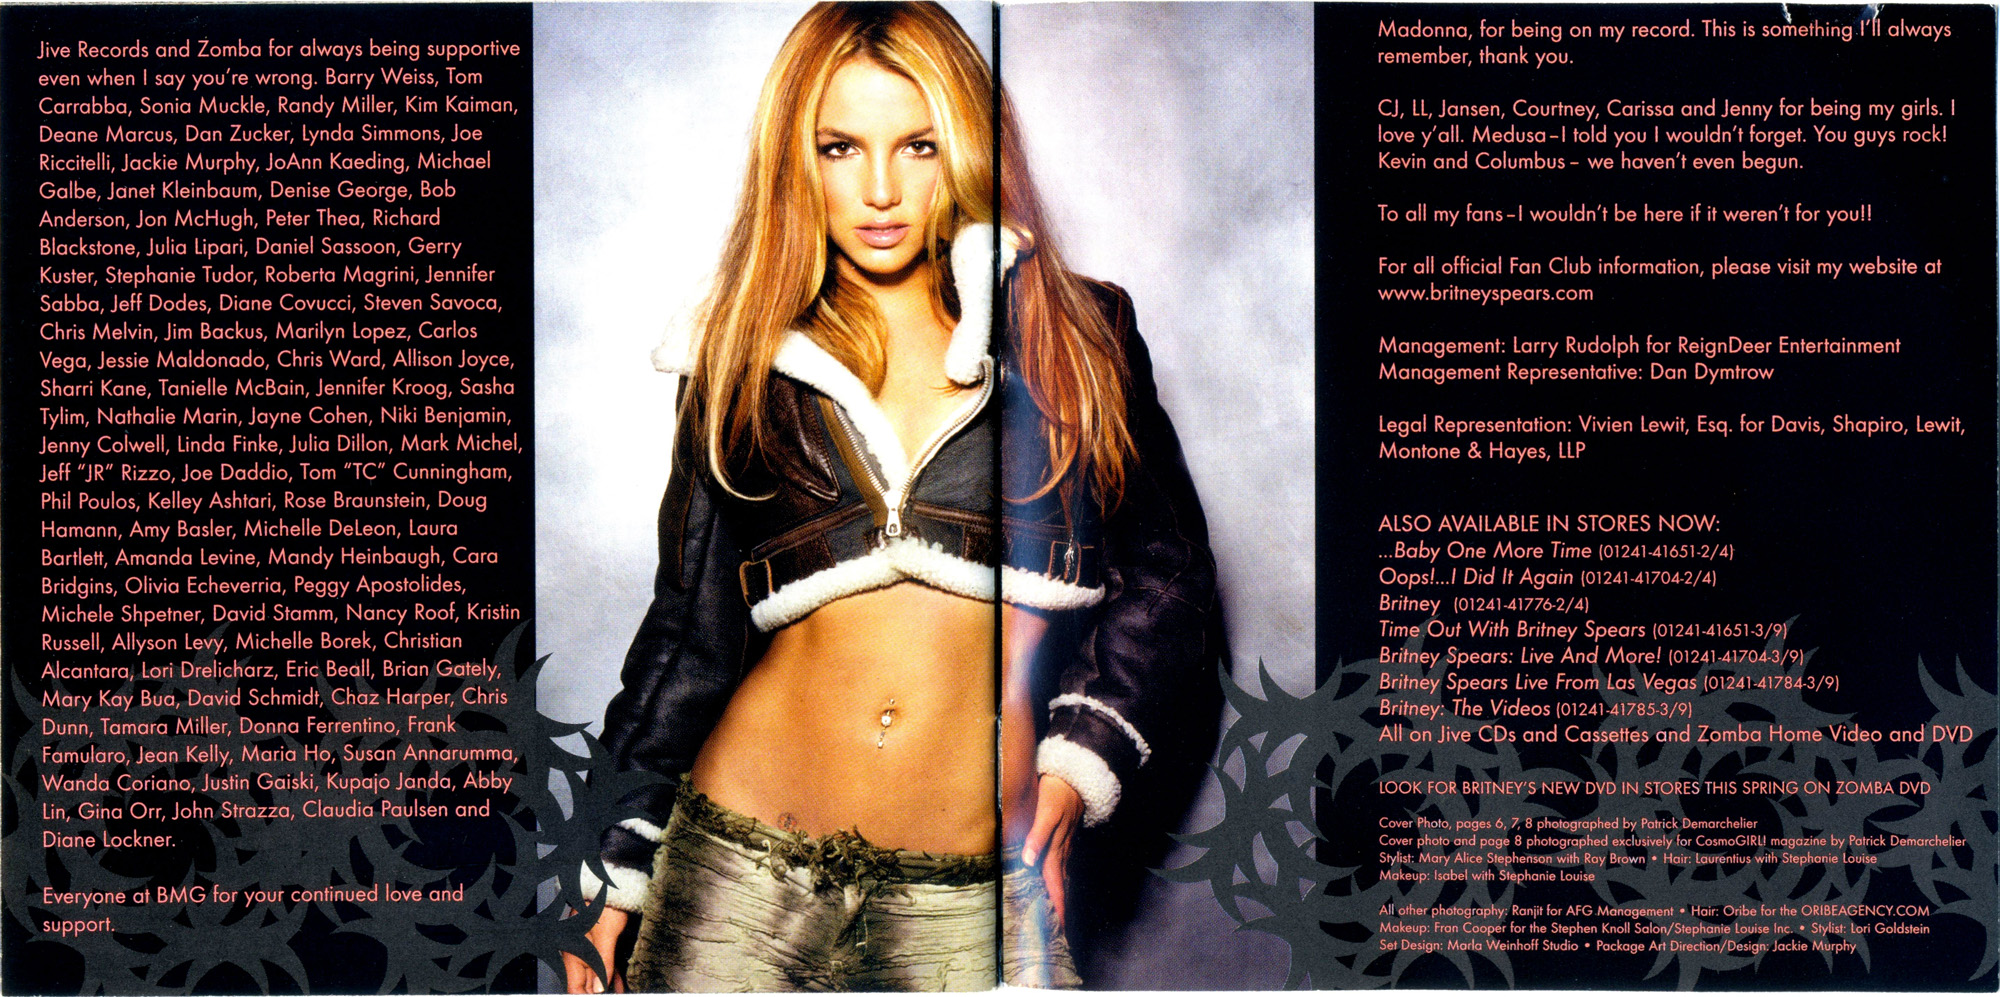 Jive Records and Zomba for always being supportive
even when I say you're wrong. Barry Weiss, Tom
Carrabba, Sonia Muckle, Randy Miller, Kim Kaiman,
Deane Marcus, Dan Zucker, Lynda Simmons, Joe
Riccitelli, Jackie Murphy, JoAnn Kaeding, Michael
Galbe, Janet Kleinbaum, Denise George, Bob
Anderson, Jon McHugh, Peter Thea, Richard
Blackstone, Julia Lipari, Daniel Sassoon, Gerry
Kuster, Stephanie Tudor, Roberta Magrini, Jennifer
Sabba, Jeff Dodes, Diane Covucci, Steven Savoca,
Chris Melvin, Jim Backus, Marilyn Lopez, Carlos
Vega, Jessie Maldonado, Chris Ward, Allison Joyce,
Sharri Kane, Tanielle McBain, Jennifer Kroog, Sasha
Tylim, Nathalie Marin, Jayne Cohen, Niki Benjamin,
Jenny Colwell, Linda Finke, Julia Dillon, Mark Michel,
Jeff “JR” Rizzo, Joe Daddio, Tom “TC” Cunningham,
Phil Poulos, Kelley Ashtari, Rose Braunstein, Doug
Hamann, Amy Basler, Michelle DeLeon, Laura
Bartlett, Amanda Levine, Mandy Heinbaugh, Cara
Bridgins, Olivia Echeverria, Peggy Apostolides,
Michele Shpetner, David Stamm, Nancy Roof, Kristin
Russell, Allyson Levy, Michelle Borek, Christian
Alcantara, Lori Drelicharz, Eric Beall, Brian Gately,
Mary Kay Bua, David Schmidt, Chaz Harper, Chris
Dunn, Tamara Miller, Donna Ferrentino, Frank
Famularo, Jean Kelly, Maria Ho, Susan Annarumma,
Wanda Coriano, Justin Gaiski, Kupajo Janda, Abby
Lin, Gina Orr, John Strazza, Claudia Paulsen and
Diane Lockner.
Everyone at BMG for your continued love and
support.
Madonna, for being on my record. This is something I'll always
remember, thank you.
CJ, LL, Jansen, Courtney, Carissa and Jenny for being my girls. I
love y'all. Medusa–I told you I wouldn't forget. You guys rock!
Kevin and Columbus – we haven't even begun.
To all my fans–I wouldn't be here if it weren't for you!!
For all official Fan Club information, please visit my website at
www.britneyspears.com
Management: Larry Rudolph for ReignDeer Entertainment
Management Representative: Dan Dymtrow
Legal Representation: Vivien Lewit, Esq. for Davis, Shapiro, Lewit,
Montone & Hayes, LLP
ALSO AVAILABLE IN STORES NOW:
...Baby One More Time (01241-41651-2/4)
Oops!...I Did It Again (01241-41704-2/4)
Britney (01241-41776-2/4)
Time Out With Britney Spears (01241-41651-3/9)
Britney Spears: Live And More! (01241-41704-3/9)
Britney Spears Live From Las Vegas (01241-41784-3/9)
Britney: The Videos (01241-41785-3/9)
All on Jive CDs and Cassettes and Zomba Home Video and DVD
LOOK FOR BRITNEY'S NEW DVD IN STORES THIS SPRING ON ZOMBA DVD
Cover Photo, pages 6, 7, 8 photographed by Patrick Demarchelier
Cover photo and page 8 photographed exclusively for CosmoGIRL! magazine by Patrick Demarchelier
Stylist: Mary Alice Stephenson with Ray Brown • Hair: Laurentius with Stephanie Louise
Makeup: Isabel with Stephanie Louise
All other photography: Ranjit for AFG Management • Hair: Oribe for the ORIBEAGENCY.COM
Makeup: Fran Cooper for the Stephen Knoll Salon/Stephanie Louise Inc. • Stylist: Lori Goldstein
Set Design: Marla Weinhoff Studio • Package Art Direction/Design: Jackie Murphy